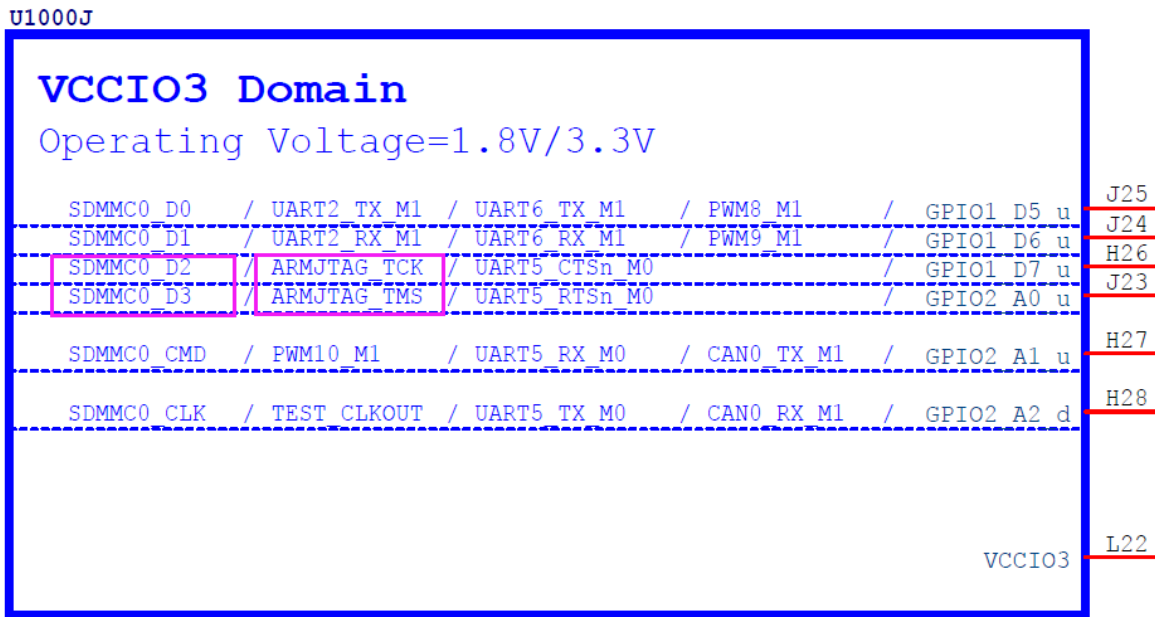 U1000J
VCCIO3 Domain
Operating Voltage=1.8V/3.3V
SDMMC0_D0 / UART2_TX_M1 / UART6_TX_M1 / PWM8_M1 / GPIO1_D5_u J25
SDMMC0_D1 / UART2_RX_M1 / UART6_RX_M1 / PWM9_M1 / GPIO1_D6_u J24
SDMMC0_D2 / ARMJTAG_TCK / UART5_CTSn_M0 / GPIO1_D7_u H26
SDMMC0_D3 / ARMJTAG_TMS / UART5_RTSn_M0 / GPIO2_A0_u J23
SDMMC0_CMD / PWM10_M1 / UART5_RX_M0 / CAN0_TX_M1 / GPIO2_A1_u H27
SDMMC0_CLK / TEST_CLKOUT / UART5_TX_M0 / CAN0_RX_M1 / GPIO2_A2_d H28
VCCIO3 L22